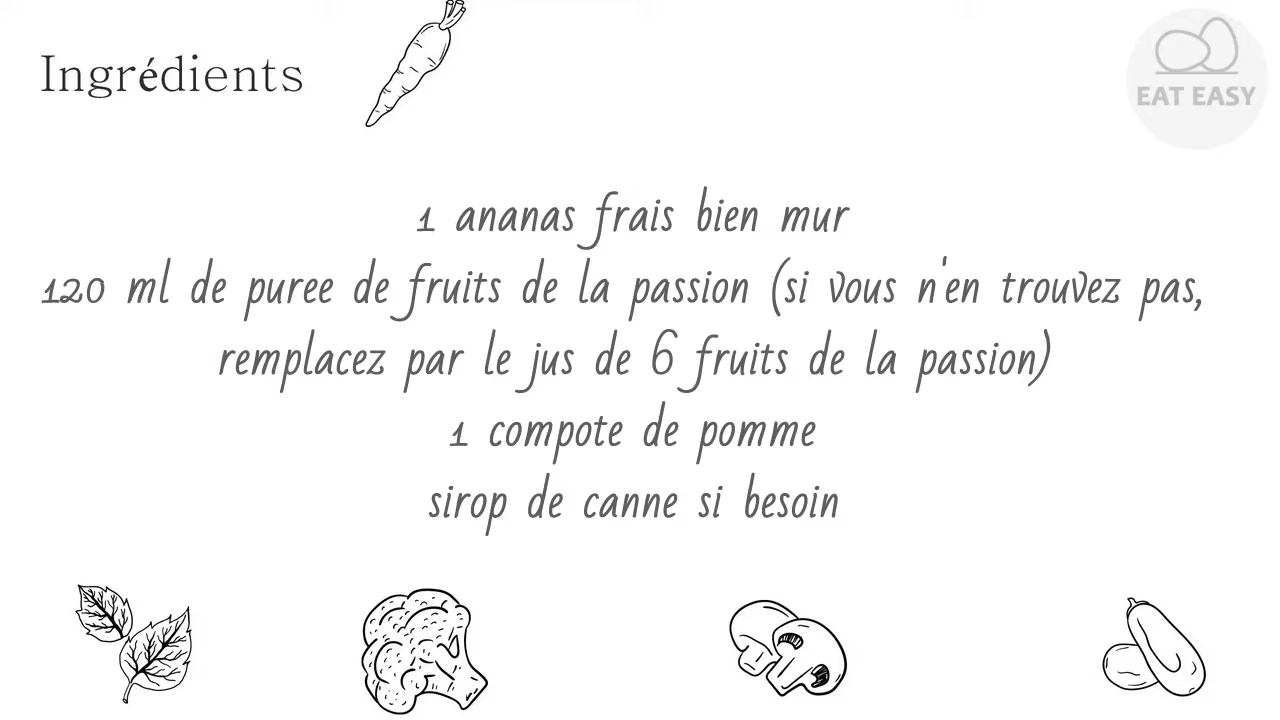 Ingrédients
EAT EASY
1 ananas frais bien mur
120 ml de puree de fruits de la passion (si vous n'en trouvez pas,
remplacez par le jus de 6 fruits de la passion)
1 compote de pomme
sirop de canne si besoin